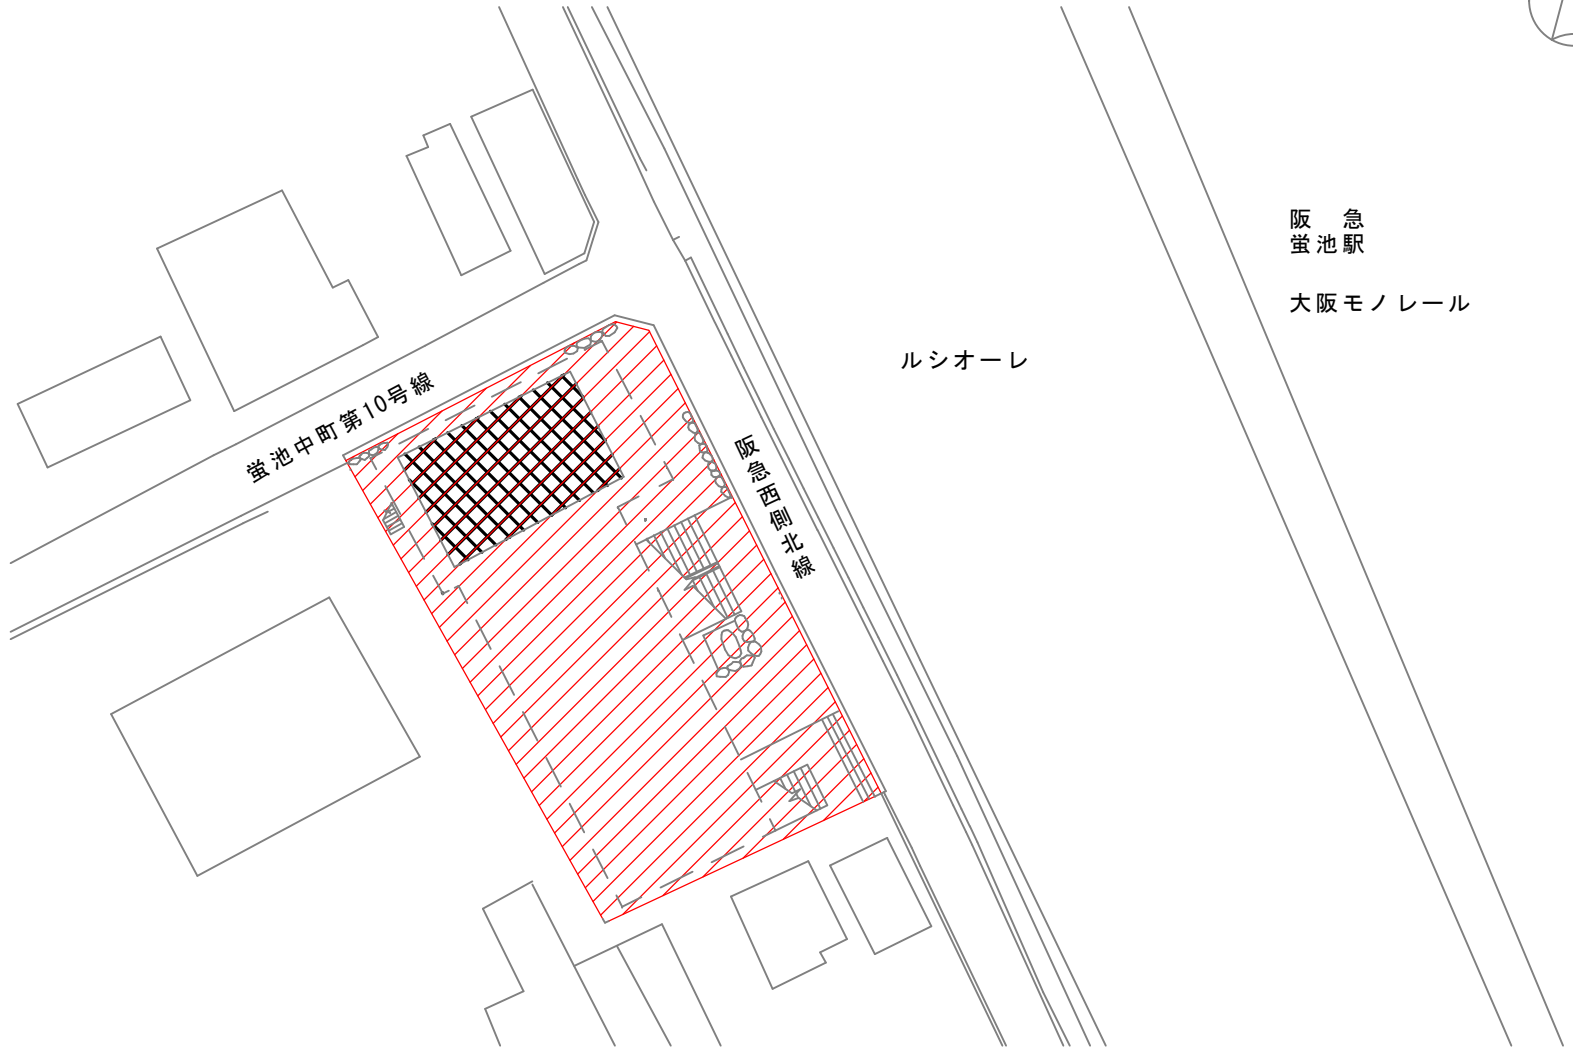 阪　急
蛍池駅
大阪モノレール
ルシオーレ
蛍池中町第10号線
阪急西側北線